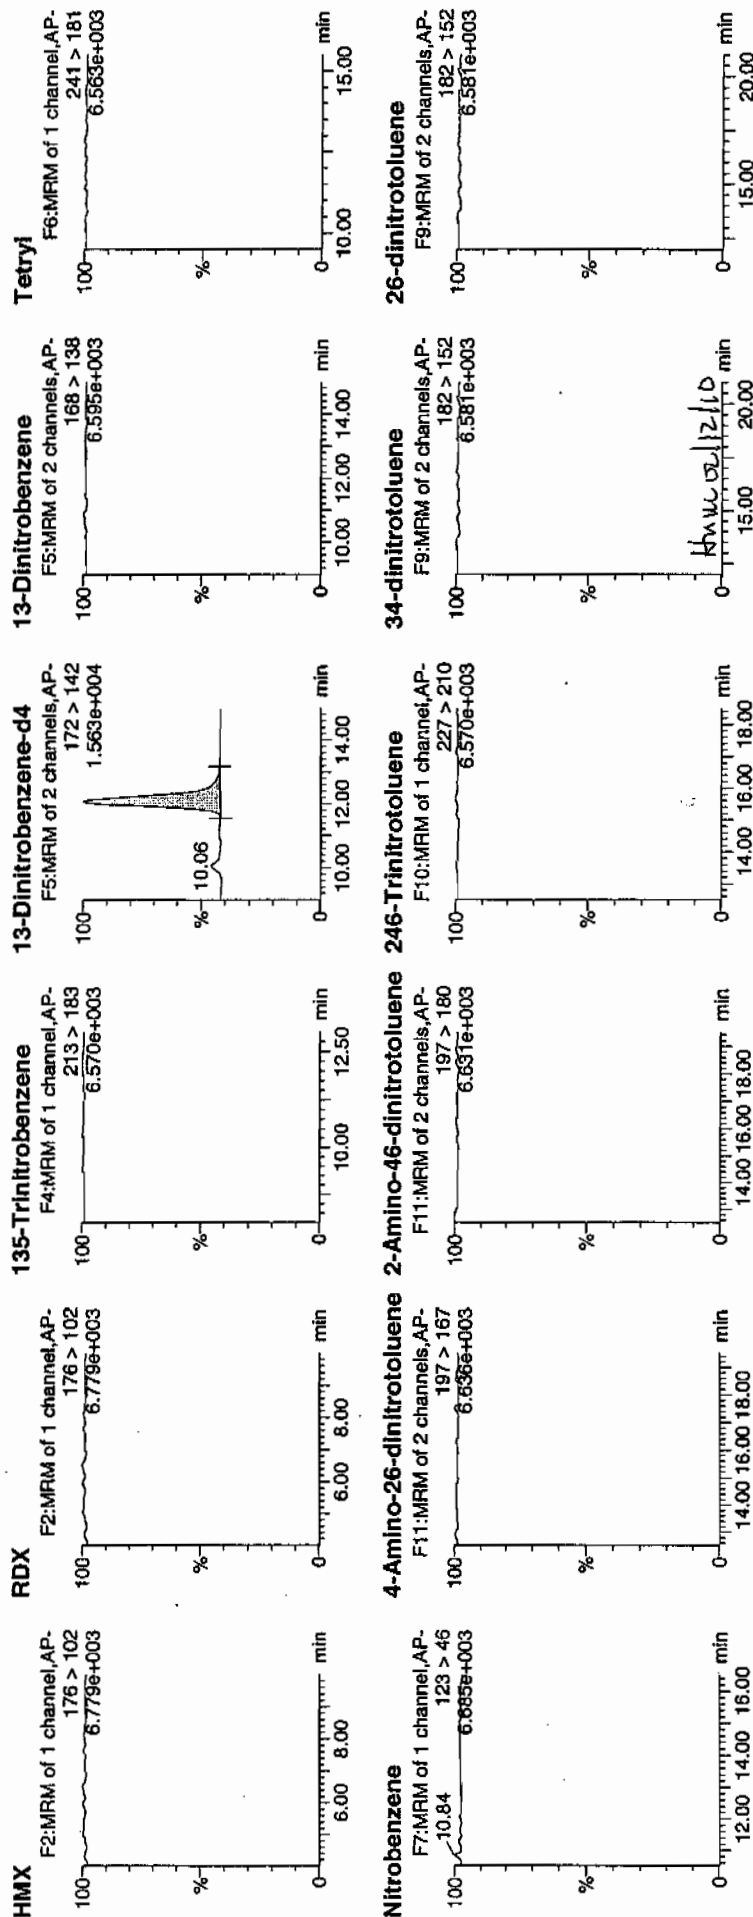 HMX
F2:MRM of 1 channel,AP-
176 > 102
6.779e+003
100
%
0
6.00 8.00 min
RDX
F2:MRM of 1 channel,AP-
176 > 102
6.779e+003
100
%
0
6.00 8.00 min
135-Trinitrobenzene
F4:MRM of 1 channel,AP-
213 > 183
6.570e+003
100
%
0
10.00 12.50 min
13-Dinitrobenzene-d4
F5:MRM of 2 channels,AP-
172 > 142
1.563e+004
100
10.06
%
0
10.00 12.00 14.00 min
13-Dinitrobenzene
F5:MRM of 2 channels,AP-
168 > 138
6.595e+003
100
%
0
10.00 12.00 14.00 min
Tetryl
F6:MRM of 1 channel,AP-
241 > 181
6.563e+003
100
%
0
10.00 15.00 min
Nitrobenzene
F7:MRM of 1 channel,AP-
10.84 123 > 46
6.685e+003
100
%
0
12.00 14.00 16.00 min
4-Amino-26-dinitrotoluene
F11:MRM of 2 channels,AP-
197 > 167
6.636e+003
100
%
0
14.00 16.00 18.00 min
2-Amino-46-dinitrotoluene
F11:MRM of 2 channels,AP-
197 > 180
6.631e+003
100
%
0
14.00 16.00 18.00 min
246-Trinitrotoluene
F10:MRM of 1 channel,AP-
227 > 210
6.570e+003
100
%
0
14.00 16.00 18.00 min
34-dinitrotoluene
F9:MRM of 2 channels,AP-
182 > 152
6.581e+003
100
%
02/12/10
0
15.00 20.00 min
26-dinitrotoluene
F9:MRM of 2 channels,AP-
182 > 152
6.581e+003
100
%
0
15.00 20.00 min